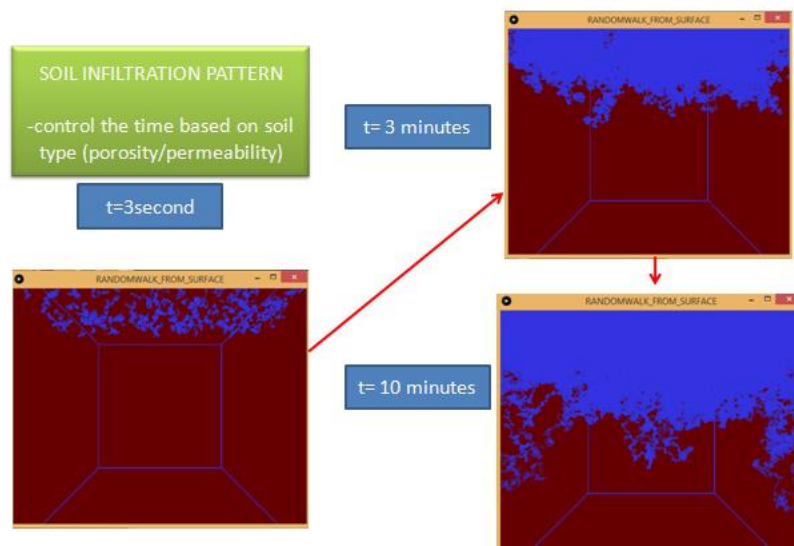 SOIL INFILTRATION PATTERN
-control the time based on soil
type (porosity/permeability)
t=3second
RANDOMWALK_FROM_SURFACE
t= 3 minutes
RANDOMWALK_FROM_SURFACE
t= 10 minutes
RANDOMWALK_FROM_SURFACE